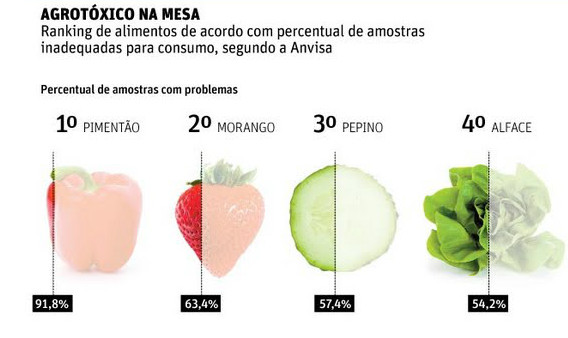 AGROTÓXICO NA MESA
Ranking de alimentos de acordo com percentual de amostras
inadequadas para consumo, segundo a Anvisa
Percentual de amostras com problemas
1º PIMENTÃO
2º MORANGO
3º PEPINO
4º ALFACE
91,8%
63,4%
57,4%
54,2%